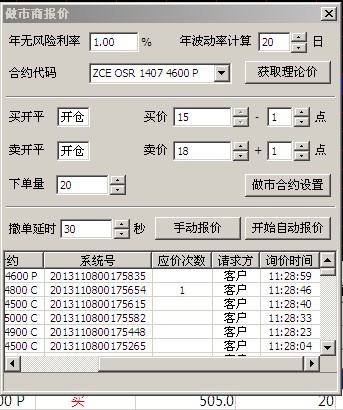 做市商报价
年无风险利率 1.00 % 年波动率计算 20 日
合约代码 ZCE OSR 1407 4600 P 获取理论价
买开平 开仓 买价 15 - 1 点
卖开平 开仓 卖价 18 + 1 点
下单量 20 做市合约设置
撤单延时 30 秒 手动报价 开始自动报价
约 系统号 应价次数 请求方 询价时间
4600 P 2013110800175835 客户 11:28:59
4800 C 2013110800175654 1 客户 11:28:46
4500 C 2013110800175615 客户 11:28:40
5000 C 2013110800175582 客户 11:28:33
4900 C 2013110800175448 客户 11:28:23
4500 C 2013110800175265 客户 11:28:04
00 P 买 505.0 20